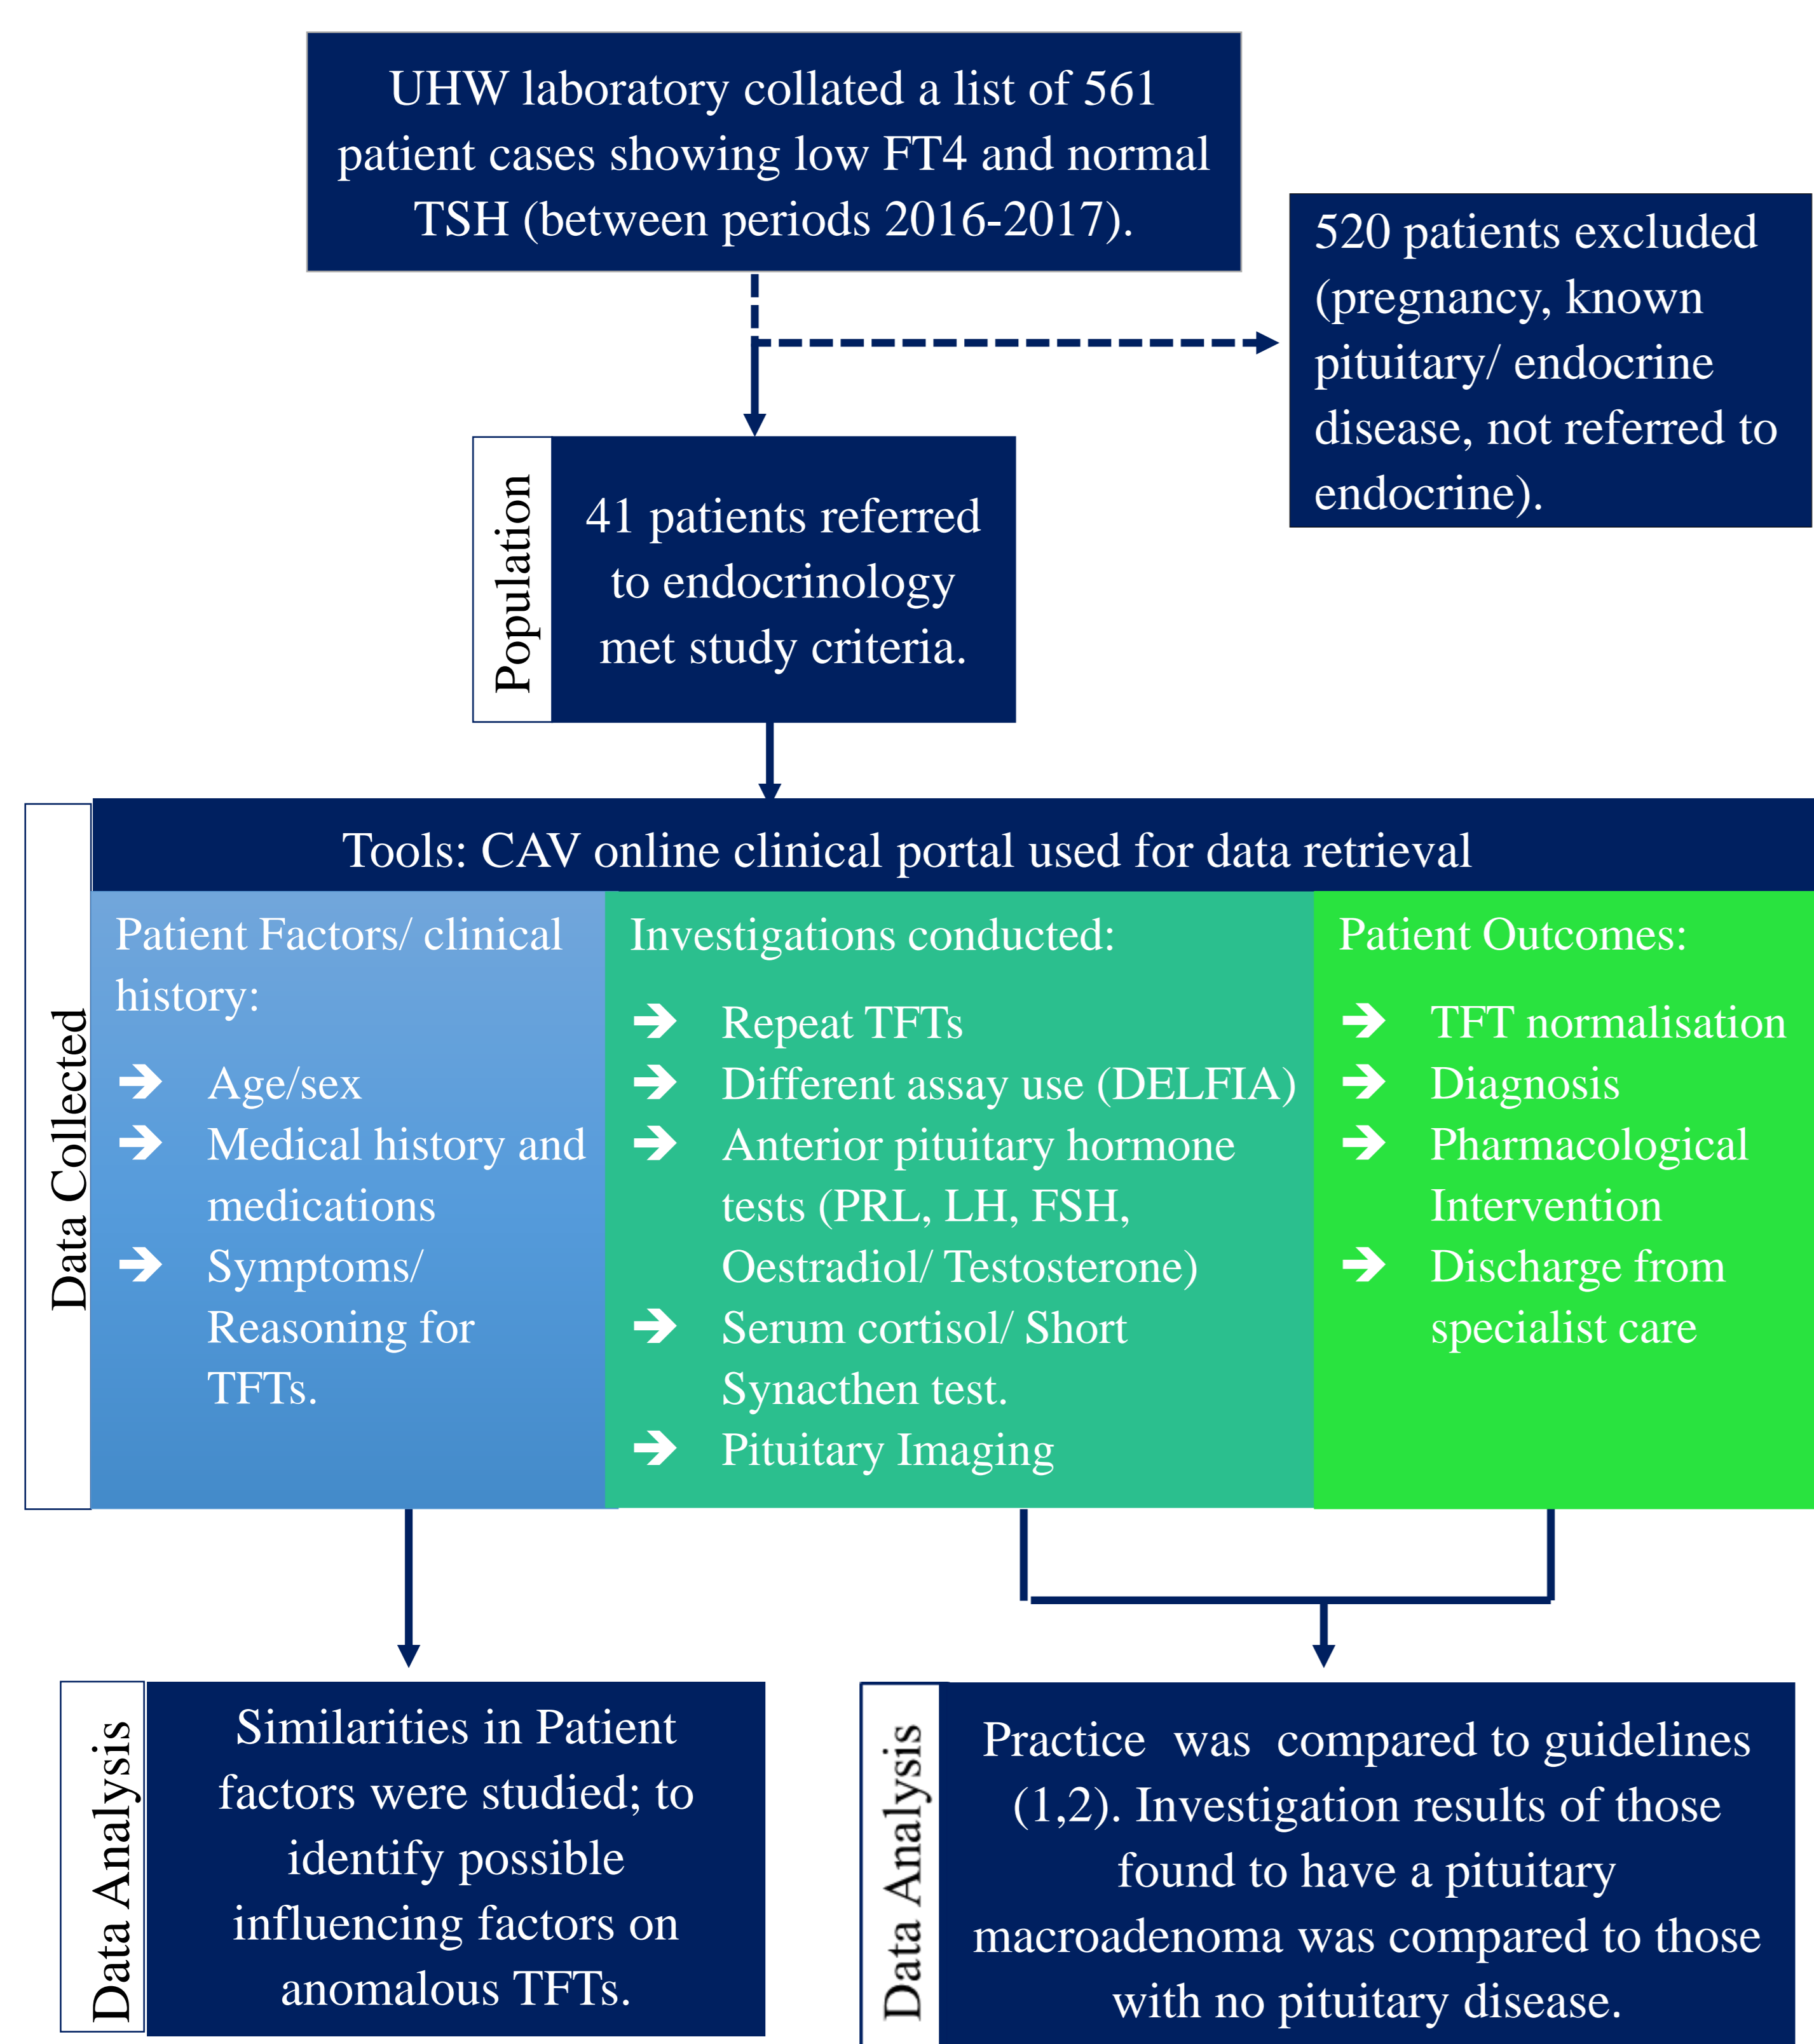 UHW laboratory collated a list of 561
patient cases showing low FT4 and normal
TSH (between periods 2016-2017).
520 patients excluded
(pregnancy, known
pituitary/ endocrine
disease, not referred to
endocrine).
Population
41 patients referred
to endocrinology
met study criteria.
Data Collected
Tools: CAV online clinical portal used for data retrieval
Patient Factors/ clinical
history:
➔ Age/sex
➔ Medical history and
medications
➔ Symptoms/
Reasoning for
TFTs.
Investigations conducted:
➔ Repeat TFTs
➔ Different assay use (DELFIA)
➔ Anterior pituitary hormone
tests (PRL, LH, FSH,
Oestradiol/ Testosterone)
➔ Serum cortisol/ Short
Synacthen test.
➔ Pituitary Imaging
Patient Outcomes:
➔ TFT normalisation
➔ Diagnosis
➔ Pharmacological
Intervention
➔ Discharge from
specialist care
Data Analysis
Similarities in Patient
factors were studied; to
identify possible
influencing factors on
anomalous TFTs.
Data Analysis
Practice was compared to guidelines
(1,2). Investigation results of those
found to have a pituitary
macroadenoma was compared to those
with no pituitary disease.